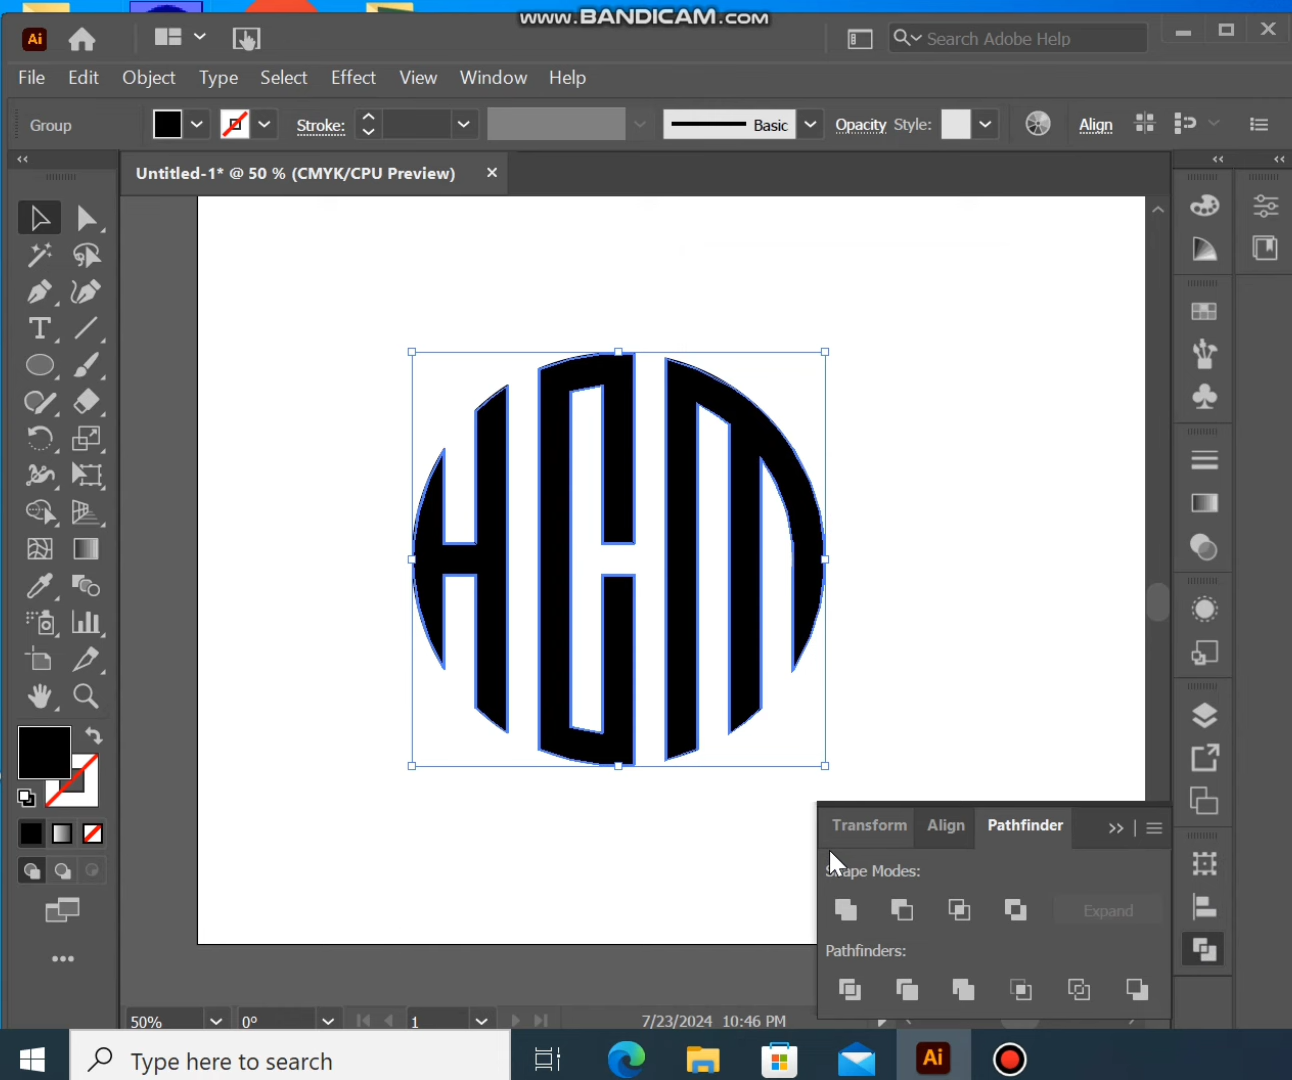 www.BANDICAM.com
Ai
Search Adobe Help
File Edit Object Type Select Effect View Window Help
Group
Stroke:
Basic
Opacity Style:
Align
Untitled-1* @ 50 % (CMYK/CPU Preview)
HCM
Transform Align Pathfinder
Shape Modes:
Expand
Pathfinders:
50% 0° 1 7/23/2024 10:46 PM
Type here to search
Ai